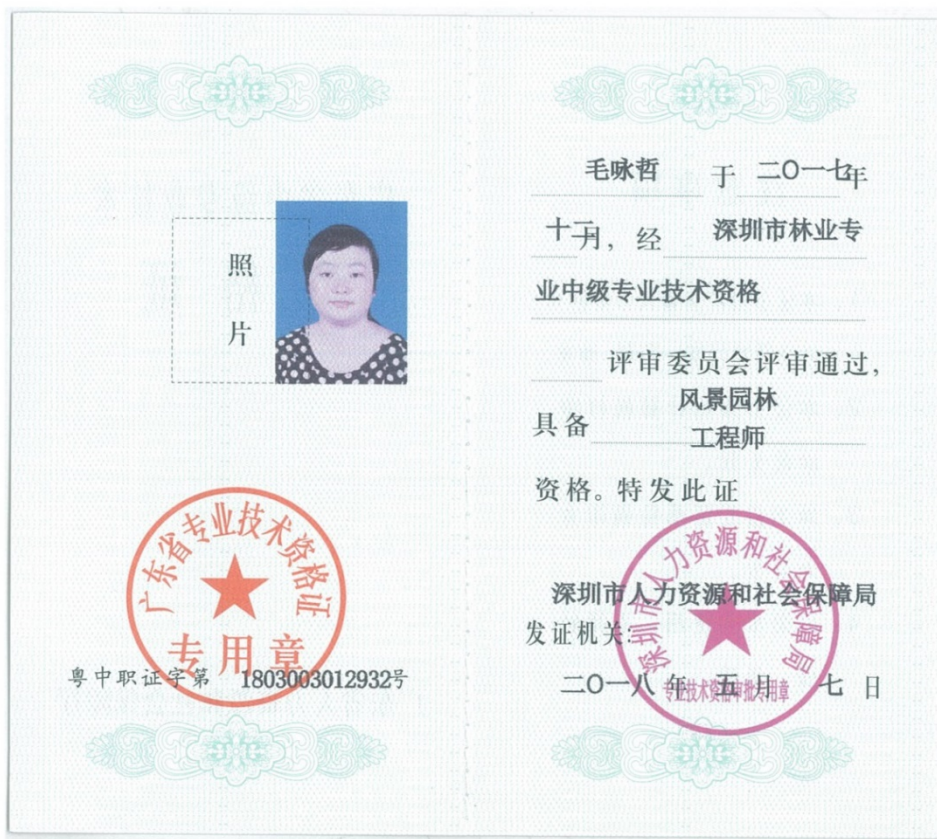 照
片
广东省专业技术资格证
专用章
粤中职证字第 1803003012932号
毛咏哲 于 二〇一七年
十二月，经 深圳市林业专
业中级专业技术资格
评审委员会评审通过，
风景园林
具备
工程师
资格。特发此证
深圳市人力资源和社会保障局
深圳市人力资源和社会保障局
发证机关：
二〇一八年 五月 七日
专业技术资格审批专用章